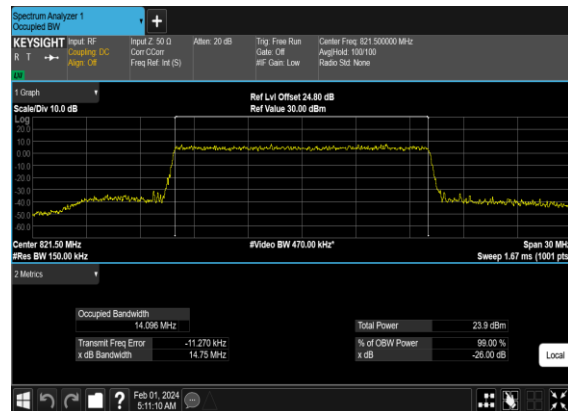 Spectrum Analyzer 1
Occupied BW
+
KEYSIGHT
R T
LW
Input: RF
Coupling: DC
Align: Off
Input Z: 50 Ω
Corr CCorr
Freq Ref: Int (S)
Atten: 20 dB
Trig: Free Run
Gate: Off
#IF Gain: Low
Center Freq: 821.500000 MHz
Avg|Hold: 100/100
Radio Std: None
1 Graph
Scale/Div 10.0 dB
Ref Lvl Offset 24.80 dB
Ref Value 30.00 dBm
Log
20.0
10.0
0.00
-10.0
-20.0
-30.0
-40.0
-50.0
-60.0
Center 821.50 MHz
#Res BW 150.00 kHz
#Video BW 470.00 kHz*
Span 30 MHz
Sweep 1.67 ms (1001 pts)
2 Metrics
Occupied Bandwidth
14.096 MHz
Transmit Freq Error -11.270 kHz
x dB Bandwidth 14.75 MHz
Total Power 23.9 dBm
% of OBW Power 99.00 %
x dB -26.00 dB
Local
?
Feb 01, 2024
5:11:10 AM